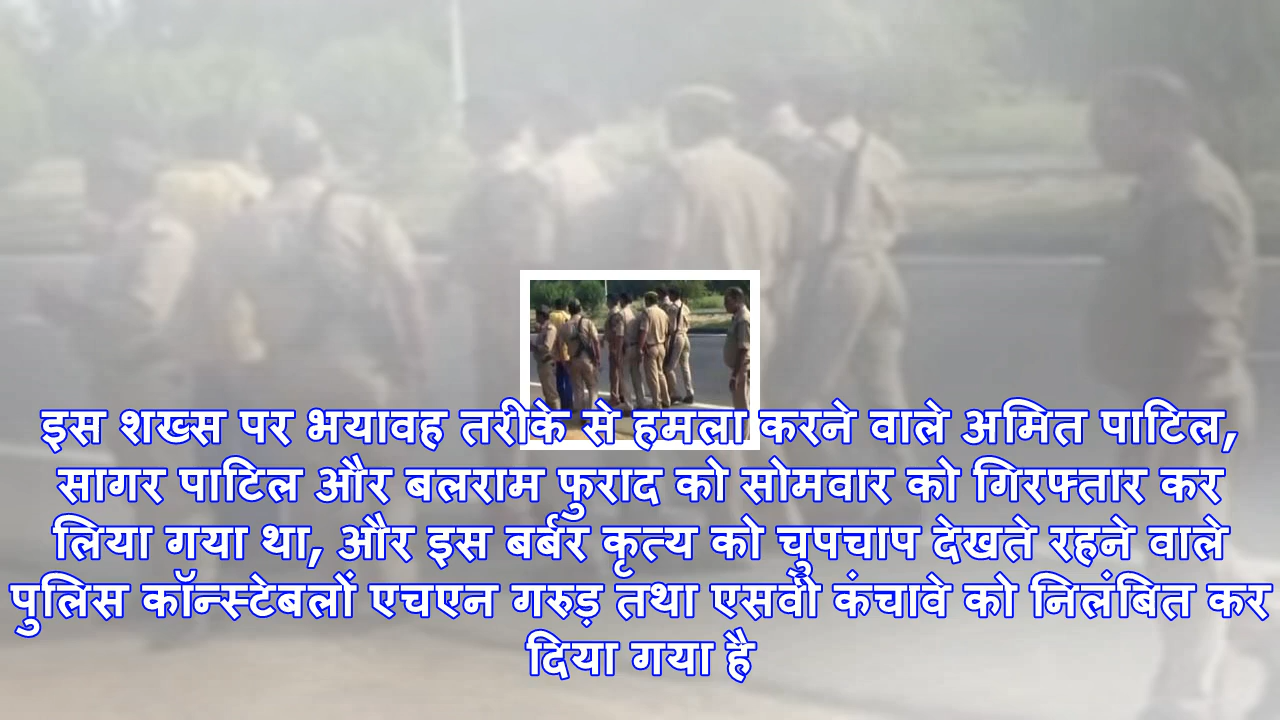 इस शख्स पर भयावह तरीके से हमला करने वाले अमित पाटिल,
सागर पाटिल और बलराम फुराद को सोमवार को गिरफ्तार कर
लिया गया था, और इस बर्बर कृत्य को चुपचाप देखते रहने वाले
पुलिस कॉन्स्टेबलों एचएन गरुड़ तथा एसवी कंचावे को निलंबित कर
दिया गया है